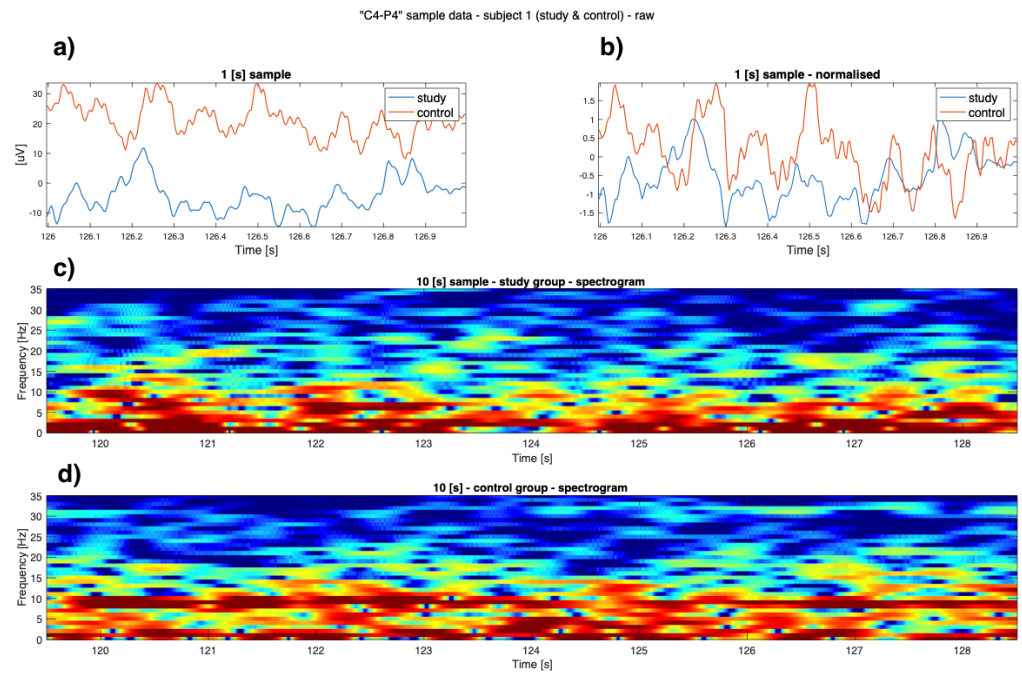 "C4-P4" sample data - subject 1 (study & control) - raw
a)
1 [s] sample
30
20
10
0
-10
[uV]
study
control
126 126.1 126.2 126.3 126.4 126.5 126.6 126.7 126.8 126.9
Time [s]
b)
1 [s] sample - normalised
1.5
1
0.5
0
-0.5
-1
-1.5
study
control
126 126.1 126.2 126.3 126.4 126.5 126.6 126.7 126.8 126.9
Time [s]
c)
10 [s] sample - study group - spectrogram
35
30
25
20
15
10
5
0
Frequency [Hz]
120 121 122 123 124 125 126 127 128
Time [s]
d)
10 [s] - control group - spectrogram
35
30
25
20
15
10
5
0
Frequency [Hz]
120 121 122 123 124 125 126 127 128
Time [s]